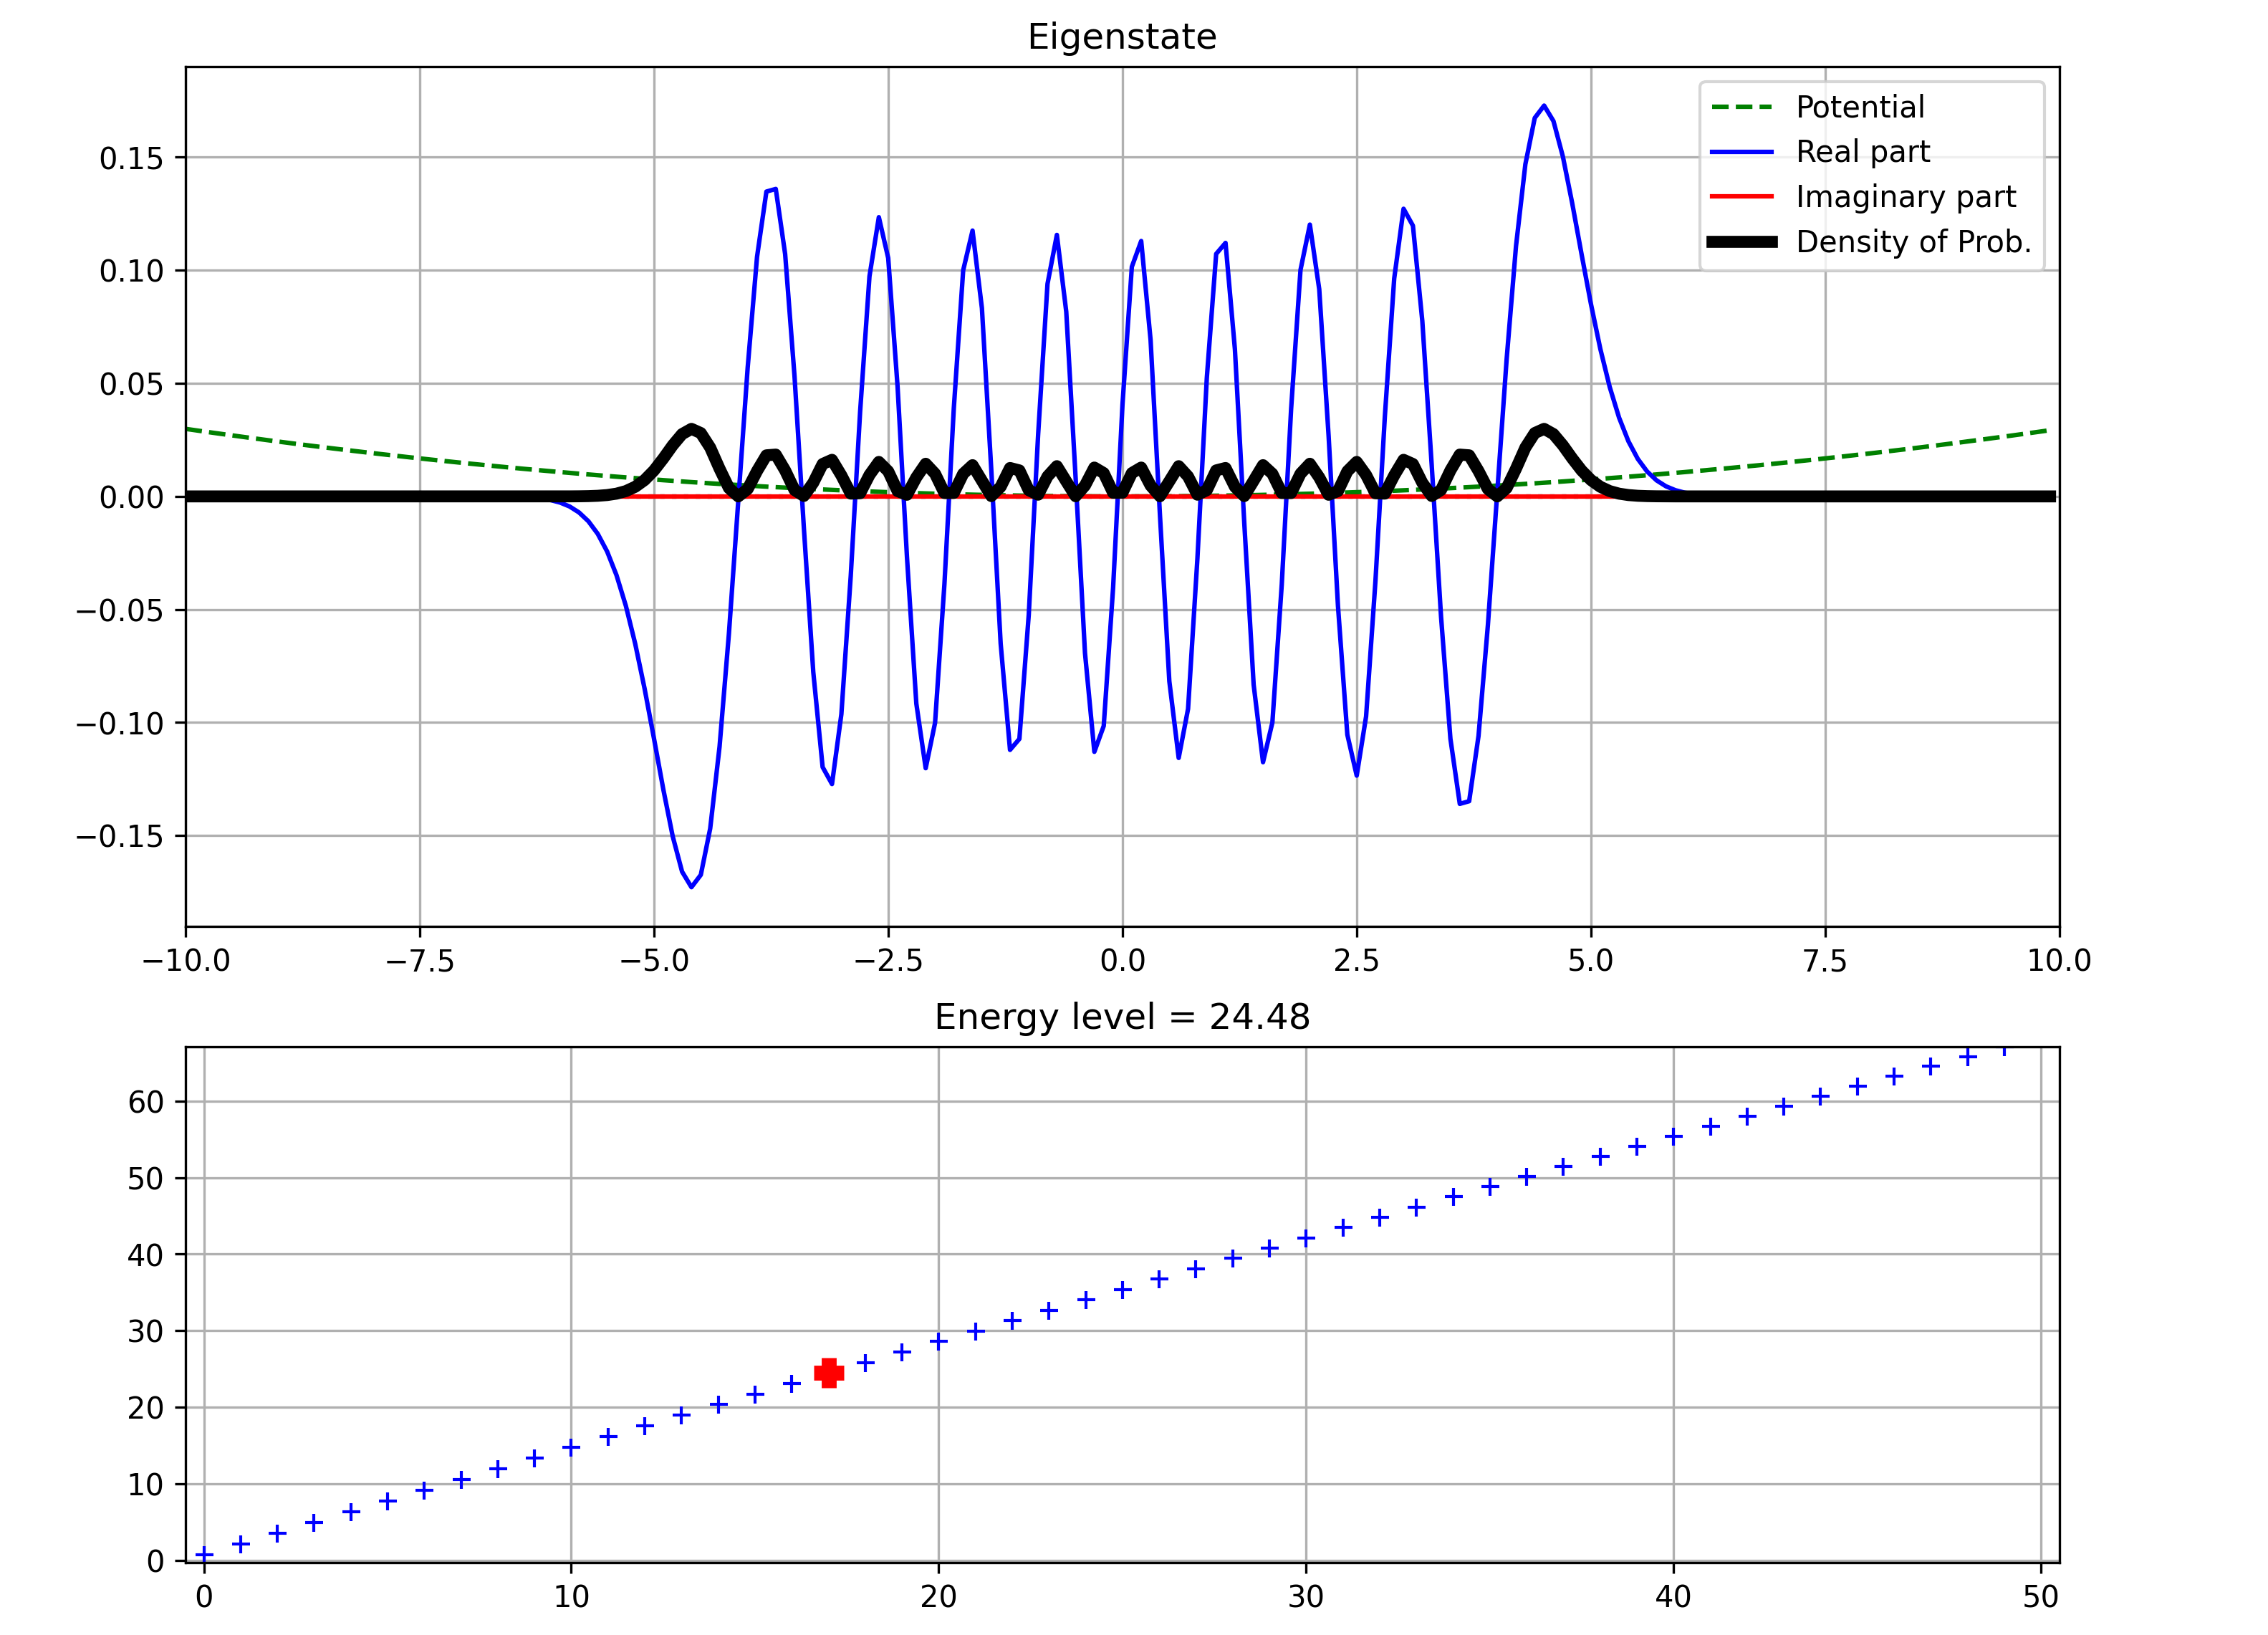 Eigenstate
Potential
Real part
Imaginary part
Density of Prob.
0.15
0.10
0.05
0.00
−0.05
−0.10
−0.15
−10.0 −7.5 −5.0 −2.5 0.0 2.5 5.0 7.5 10.0
Energy level = 24.48
60
50
40
30
20
10
0
0 10 20 30 40 50